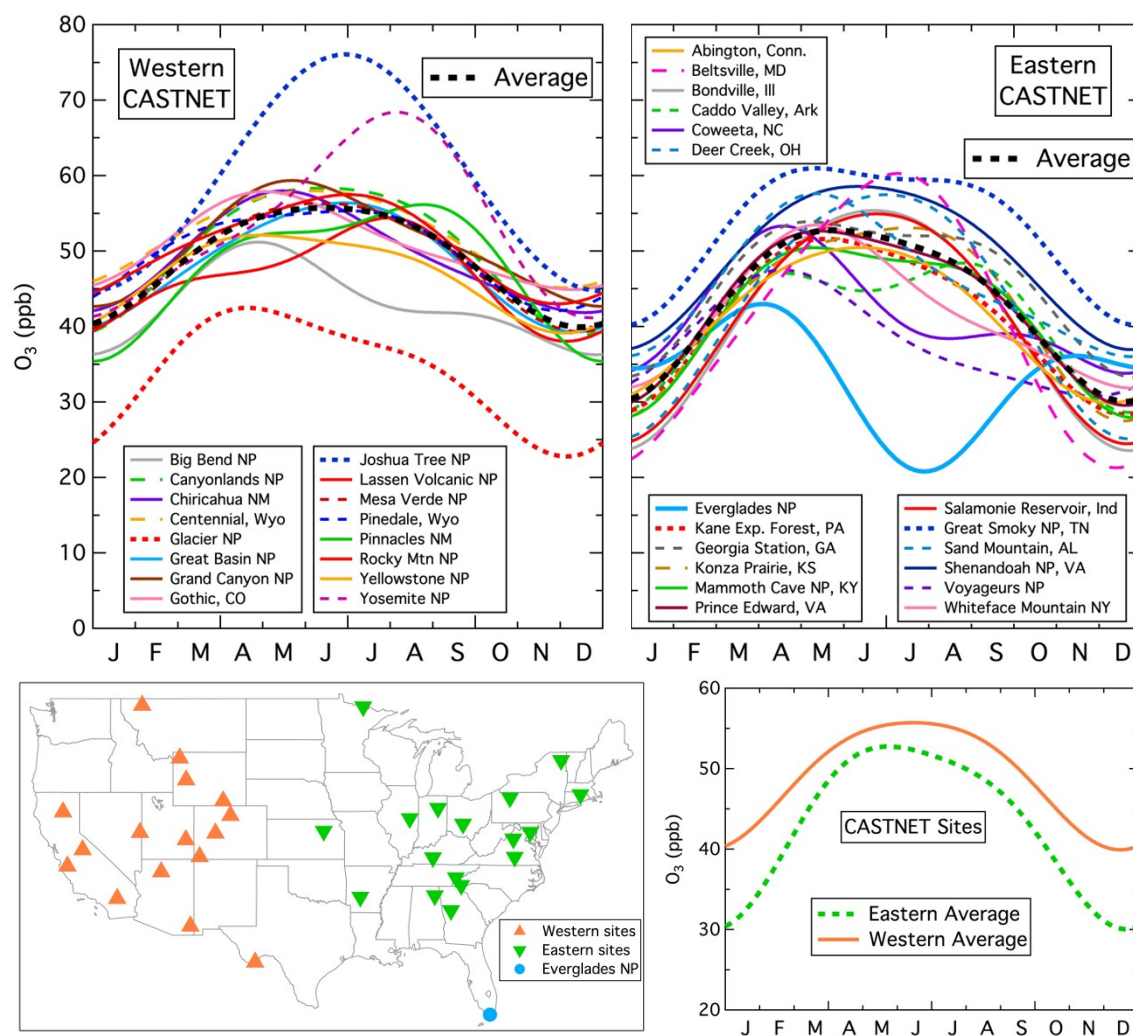 80
70
60
50
40
30
20
10
0
O3 (ppb)
Western
CASTNET
Average
Big Bend NP
Canyonlands NP
Chiricahua NM
Centennial, Wyo
Glacier NP
Great Basin NP
Grand Canyon NP
Gothic, CO
Joshua Tree NP
Lassen Volcanic NP
Mesa Verde NP
Pinedale, Wyo
Pinnacles NM
Rocky Mtn NP
Yellowstone NP
Yosemite NP
J F M A M J J A S O N D
Abington, Conn.
Beltsville, MD
Bondville, Ill
Caddo Valley, Ark
Coweeta, NC
Deer Creek, OH
Eastern
CASTNET
Average
Everglades NP
Kane Exp. Forest, PA
Georgia Station, GA
Konza Prairie, KS
Mammoth Cave NP, KY
Prince Edward, VA
Salamonie Reservoir, Ind
Great Smoky NP, TN
Sand Mountain, AL
Shenandoah NP, VA
Voyageurs NP
Whiteface Mountain NY
J F M A M J J A S O N D
Western sites
Eastern sites
Everglades NP
60
50
40
30
20
O3 (ppb)
CASTNET Sites
Eastern Average
Western Average
J F M A M J J A S O N D